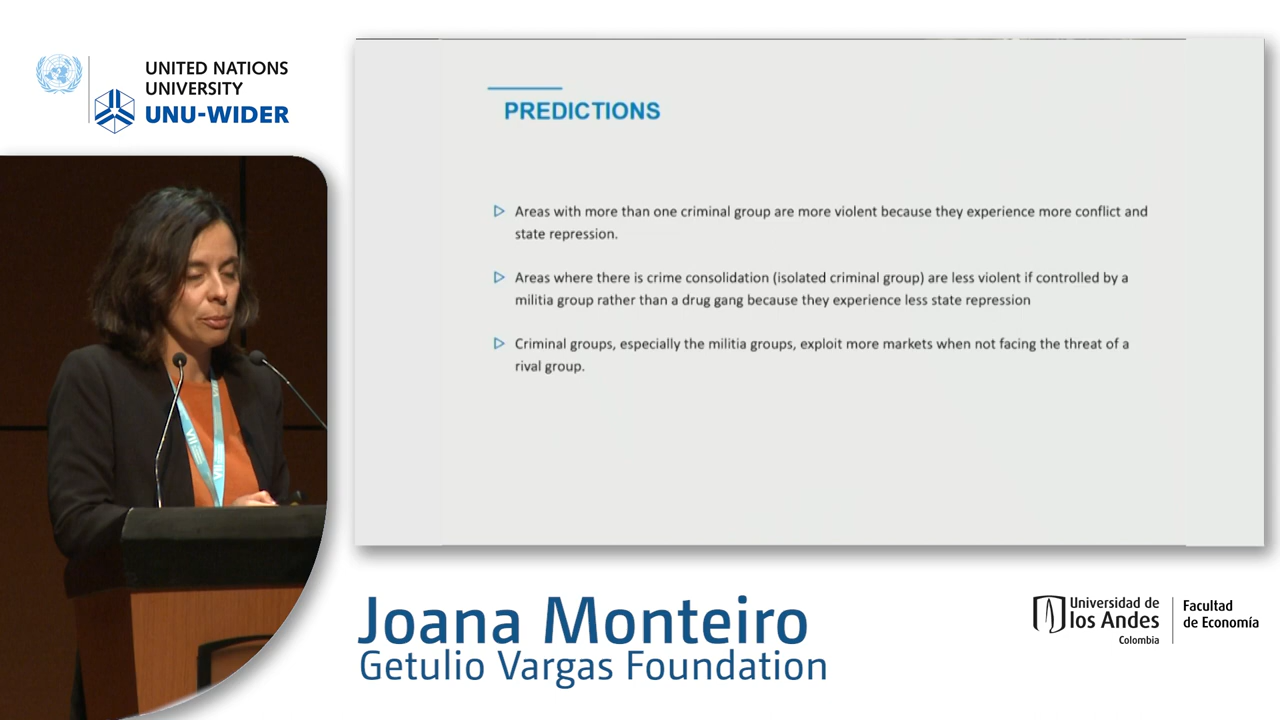 UNITED NATIONS
UNIVERSITY
UNU-WIDER
PREDICTIONS
Areas with more than one criminal group are more violent because they experience more conflict and
state repression.
Areas where there is crime consolidation (isolated criminal group) are less violent if controlled by a
militia group rather than a drug gang because they experience less state repression
Criminal groups, especially the militia groups, exploit more markets when not facing the threat of a
rival group.
Joana Monteiro
Getulio Vargas Foundation
Universidad de
los Andes
Colombia
Facultad
de Economía